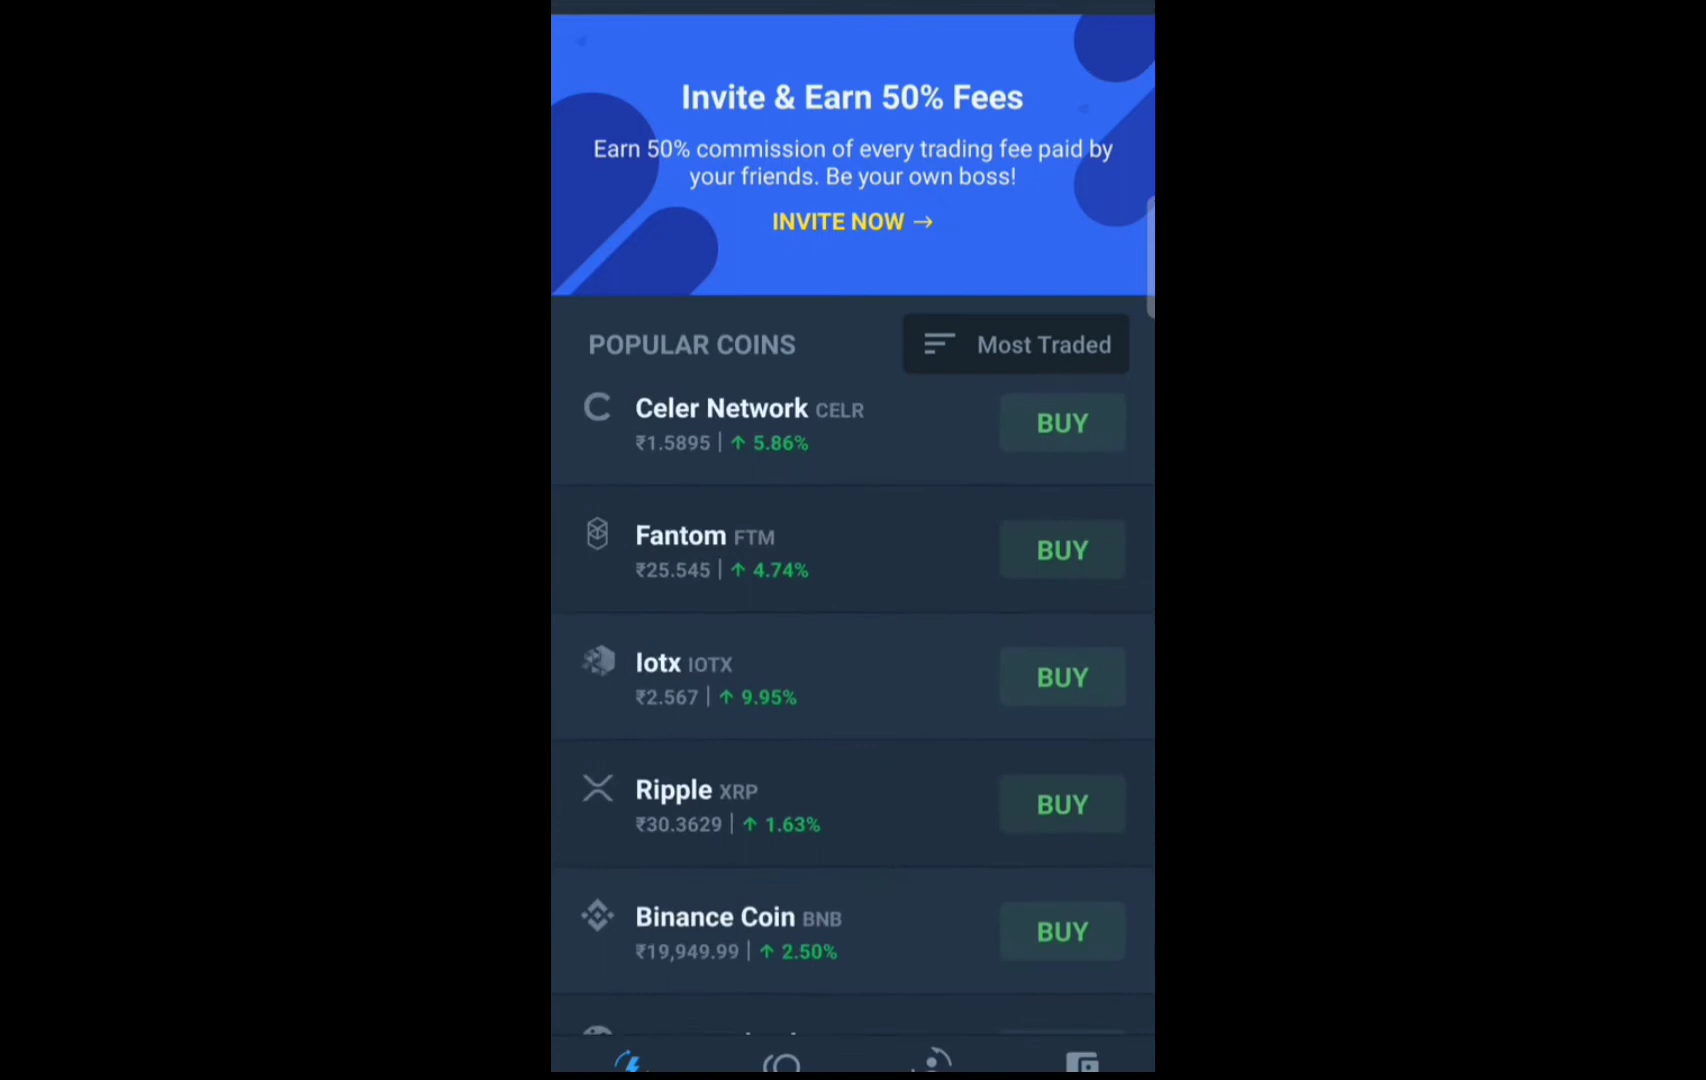 Invite & Earn 50% Fees
Earn 50% commission of every trading fee paid by
your friends. Be your own boss!
INVITE NOW →
POPULAR COINS
Most Traded
Celer Network CELR
₹1.5895 | ↑ 5.86%
BUY
Fantom FTM
₹25.545 | ↑ 4.74%
BUY
Iotx IOTX
₹2.567 | ↑ 9.95%
BUY
Ripple XRP
₹30.3629 | ↑ 1.63%
BUY
Binance Coin BNB
₹19,949.99 | ↑ 2.50%
BUY